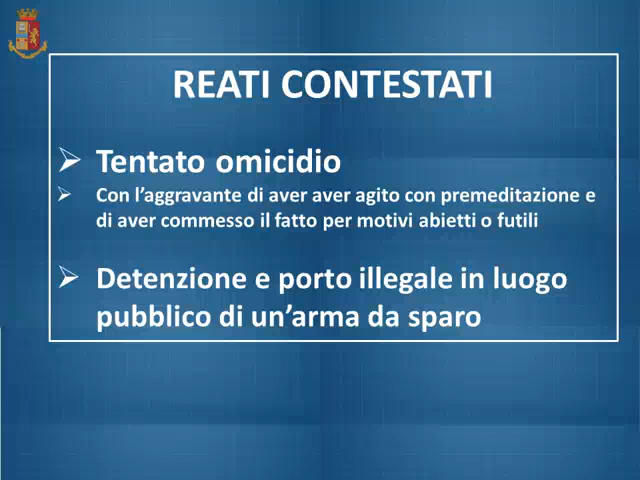 REATI CONTESTATI
Tentato omicidio
Con l'aggravante di aver aver agito con premeditazione e
di aver commesso il fatto per motivi abietti o futili
Detenzione e porto illegale in luogo
pubblico di un'arma da sparo